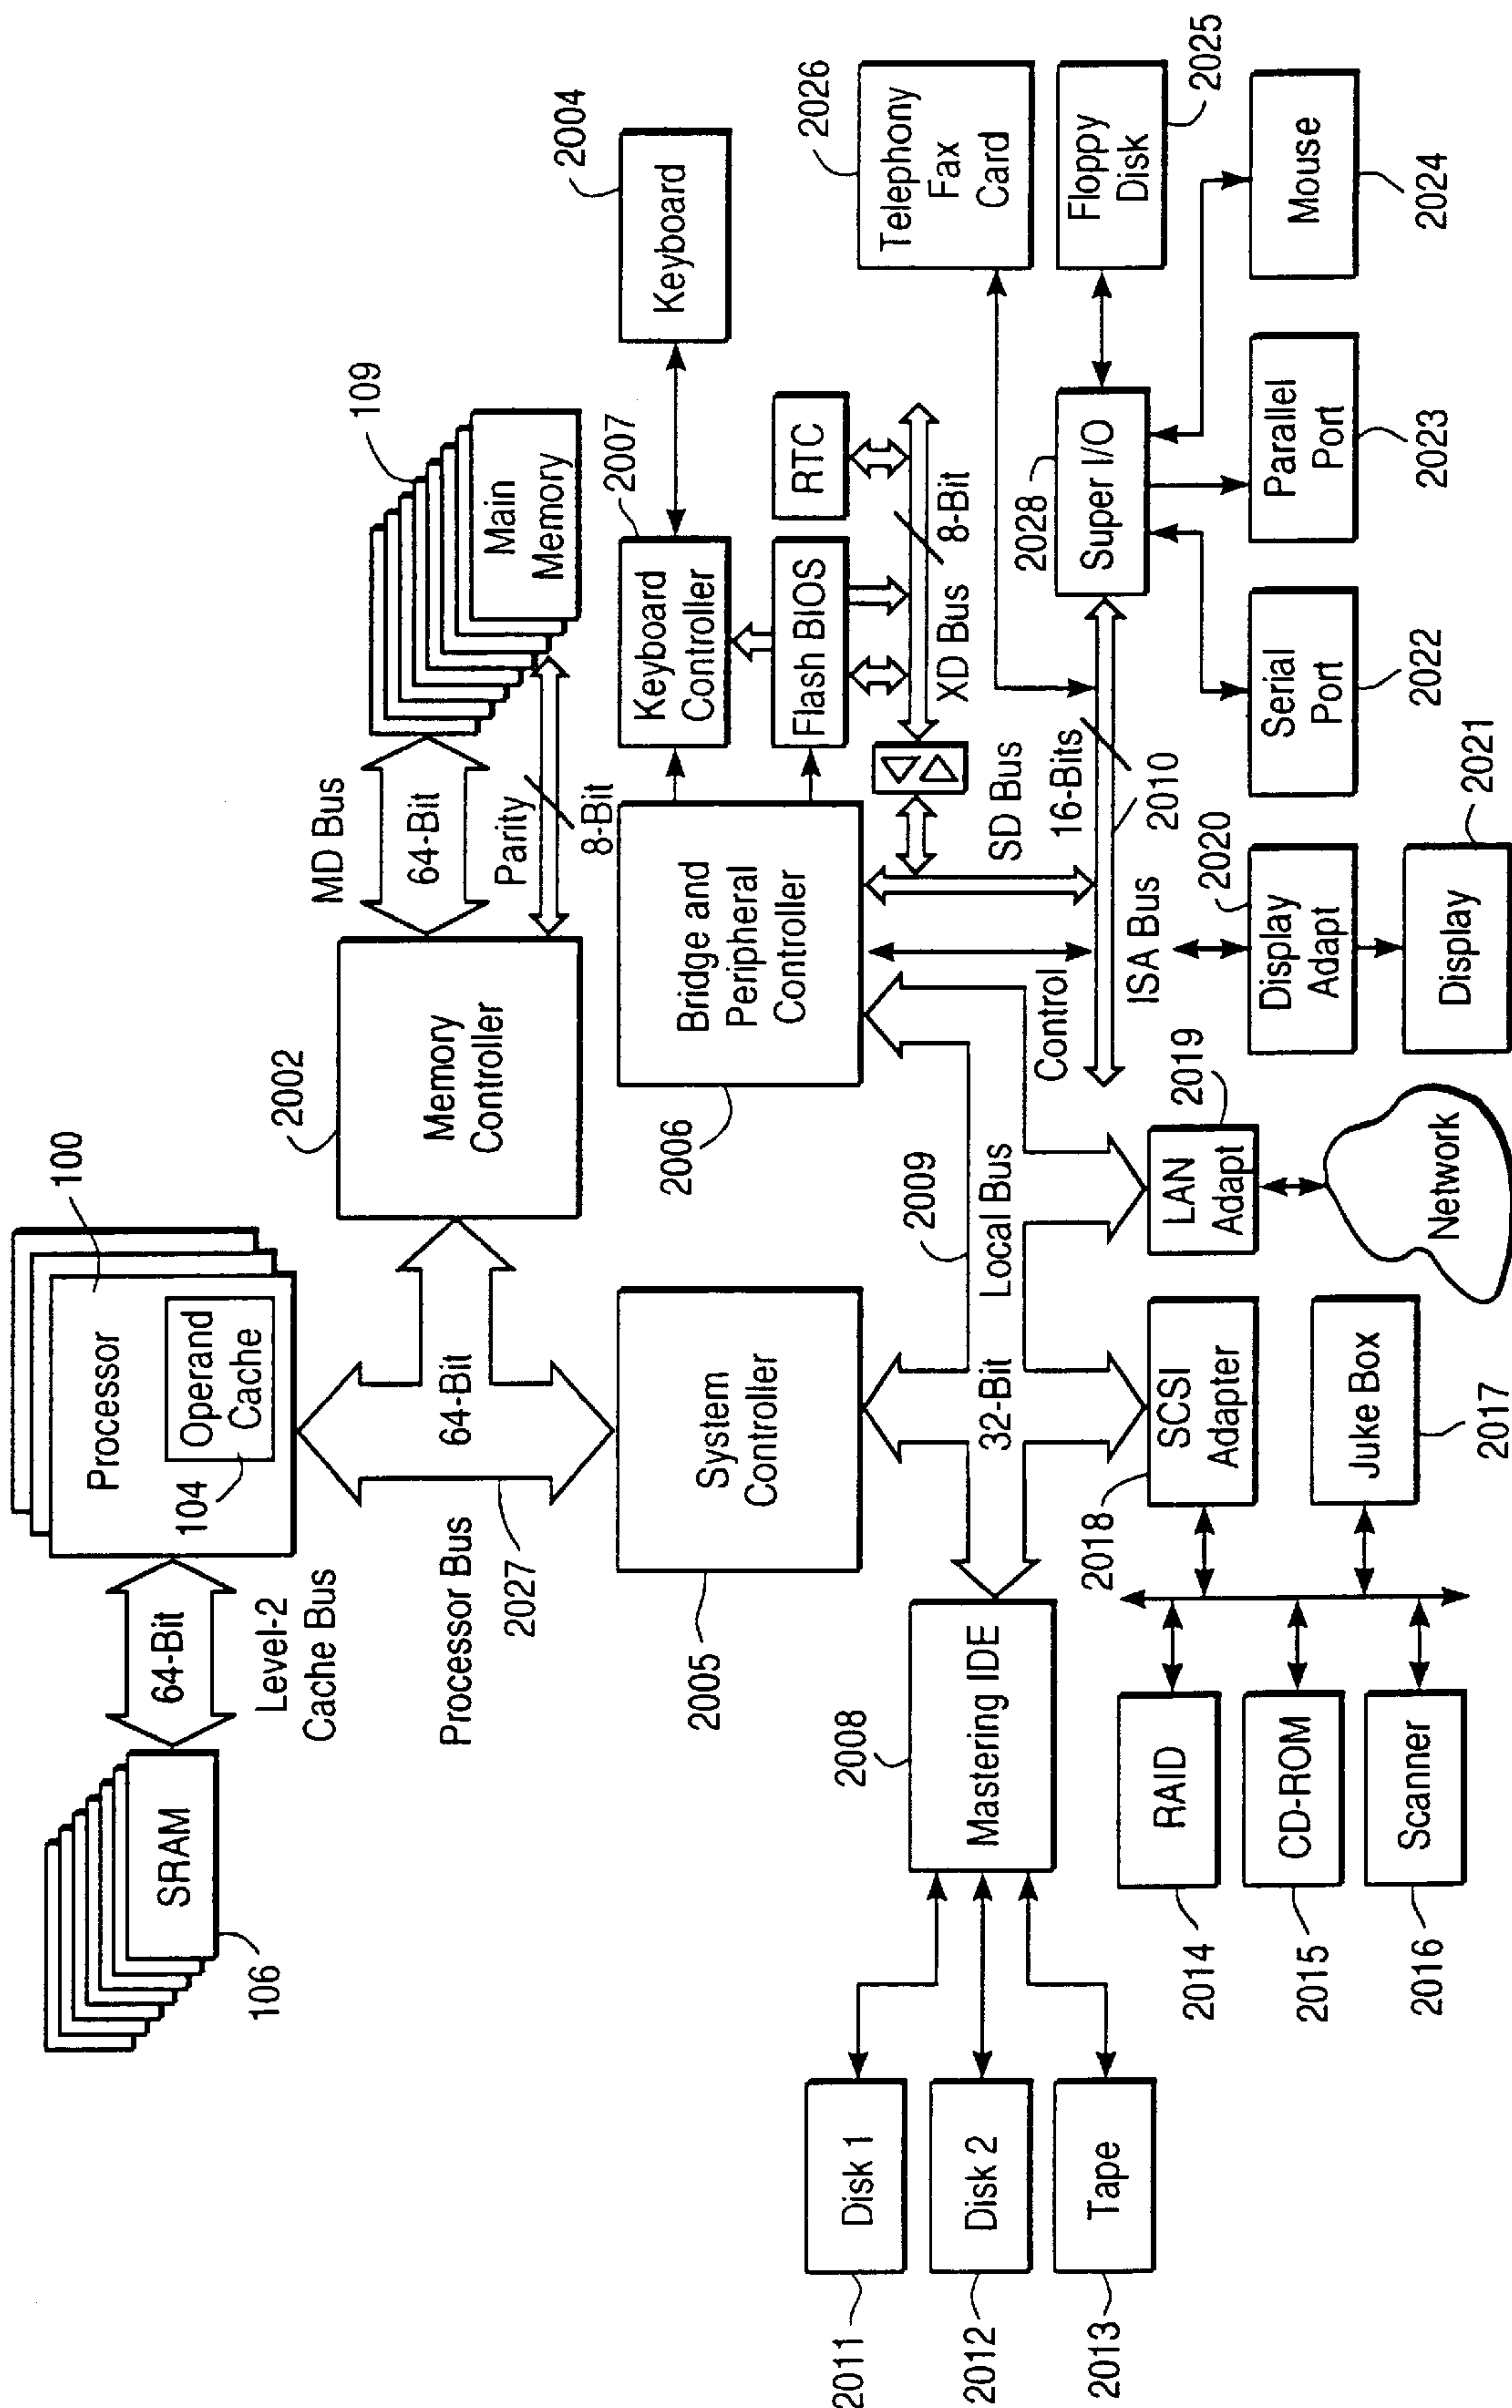 SRAM
106
64-Bit
Level-2
Cache Bus
Processor
Operand
Cache
104
100
64-Bit
Processor Bus
2027
2002
Memory
Controller
MD Bus
64-Bit
Parity
8-Bit
109
Main
Memory
System
Controller
2005
Bridge and
Peripheral
Controller
2006
2007
Keyboard
Controller
Keyboard
2004
Flash BIOS
RTC
XD Bus
8-Bit
SD Bus
16-Bits
2010
Control
ISA Bus
2009
32-Bit
Local Bus
2008
Mastering IDE
Disk 1
2011
Disk 2
2012
Tape
2013
RAID
2014
CD-ROM
2015
Scanner
2016
2018
SCSI
Adapter
Juke Box
2017
2019
LAN
Adapt
Network
2020
Display
Adapt
Display
2021
2028
Super I/O
Serial
Port
2022
Parallel
Port
2023
Mouse
2024
Floppy
Disk
2025
Telephony
Fax
Card
2026